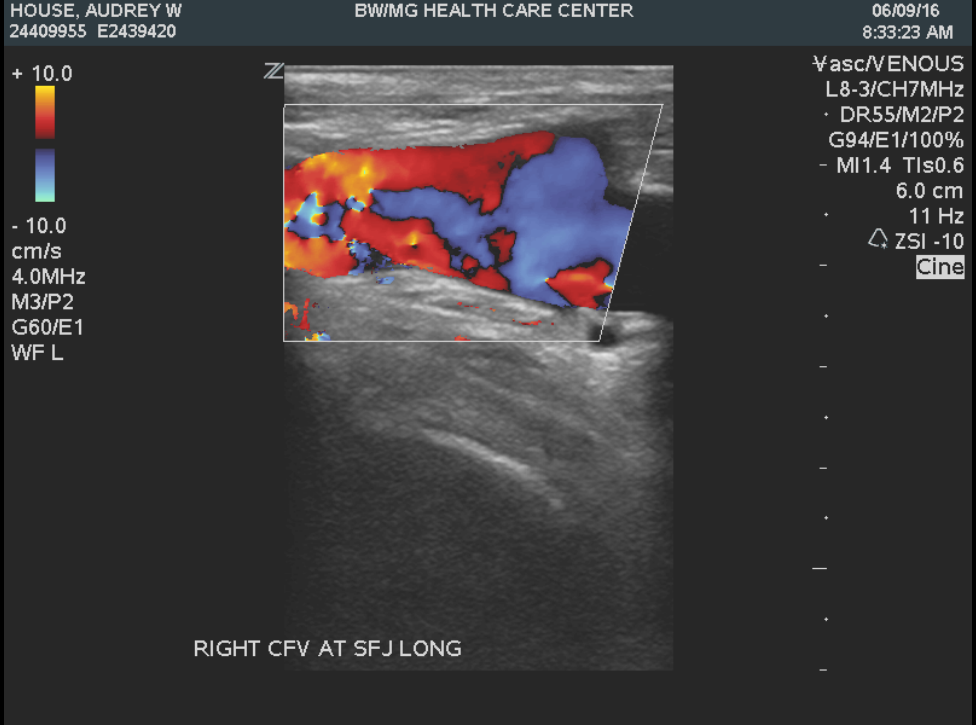 HOUSE, AUDREY W
24409955 E2439420
BW/MG HEALTH CARE CENTER
06/09/16
8:33:23 AM
+ 10.0
- 10.0
cm/s
4.0MHz
M3/P2
G60/E1
WF L
Z
Vasc/VENOUS
L8-3/CH7MHz
DR55/M2/P2
G94/E1/100%
MI1.4 TIs0.6
6.0 cm
11 Hz
ZSI -10
Cine
RIGHT CFV AT SFJ LONG